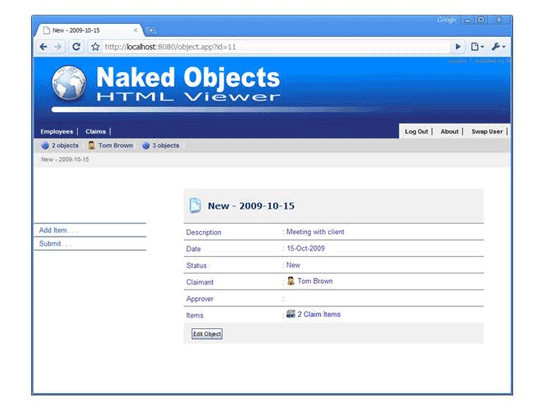 Google
New - 2009-10-15
http://localhost:8080/object.app?id=11
Naked Objects
HTML Viewer
Employees | Claims |
Log Out | About | Swap User |
2 objects Tom Brown 3 objects
New - 2009-10-15
New - 2009-10-15
Add Item. . .
Submit. . .
Description : Meeting with client
Date : 15-Oct-2009
Status : New
Claimant : Tom Brown
Approver :
Items : 2 Claim Items
Edit Object